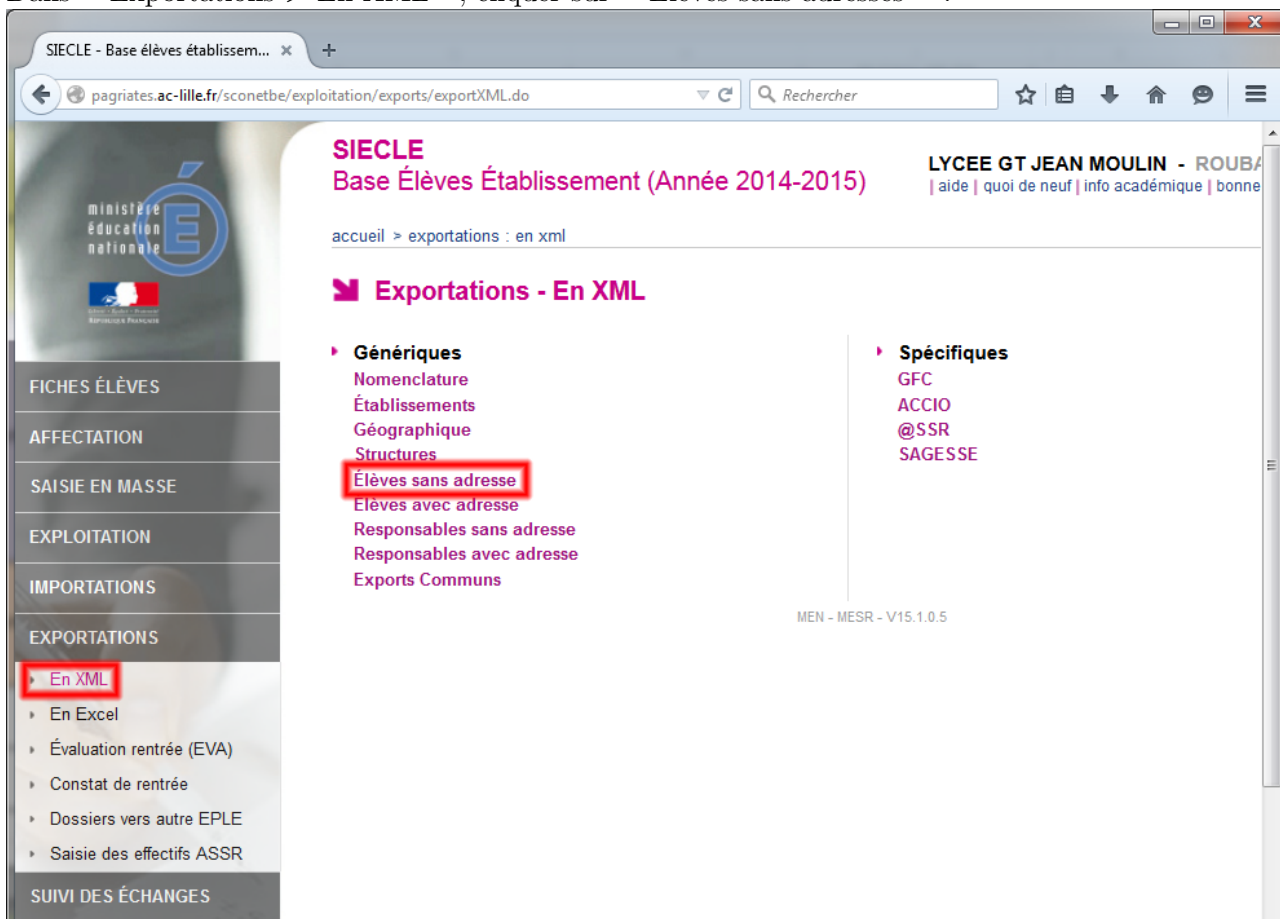 SIECLE - Base élèves établissem...
pagriates.ac-lille.fr/sconetbe/exploitation/exports/exportXML.do
Rechercher
ministère
éducation
nationale
RÉPUBLIQUE FRANÇAISE
SIECLE
Base Élèves Établissement (Année 2014-2015)
LYCEE GT JEAN MOULIN - ROUBA
| aide | quoi de neuf | info académique | bonne
accueil > exportations : en xml
Exportations - En XML
Génériques
Nomenclature
Établissements
Géographique
Structures
Élèves sans adresse
Elèves avec adresse
Responsables sans adresse
Responsables avec adresse
Exports Communs
Spécifiques
GFC
ACCIO
@SSR
SAGESSE
MEN - MESR - V15.1.0.5
FICHES ÉLÈVES
AFFECTATION
SAISIE EN MASSE
EXPLOITATION
IMPORTATIONS
EXPORTATIONS
En XML
En Excel
Évaluation rentrée (EVA)
Constat de rentrée
Dossiers vers autre EPLE
Saisie des effectifs ASSR
SUIVI DES ÉCHANGES